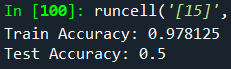 In [100]: runcell('[15]',
Train Accuracy: 0.978125
Test Accuracy: 0.5